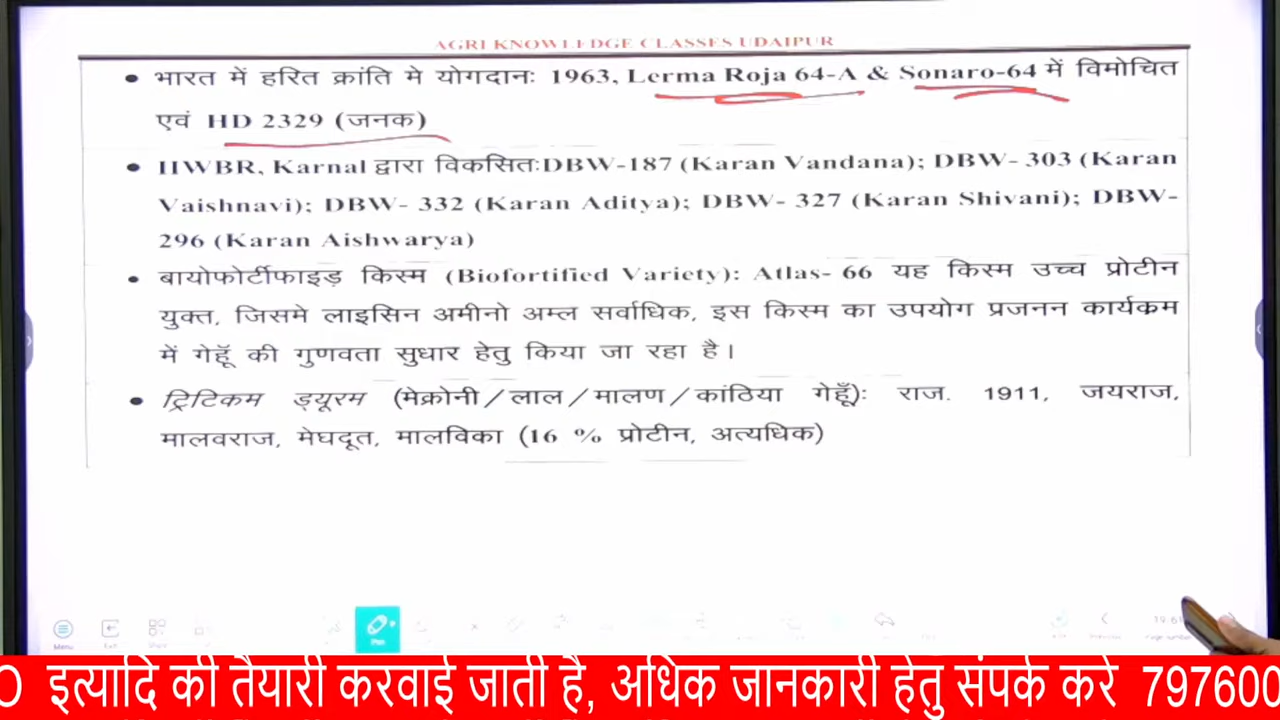 AGRI KNOWLEDGE CLASSES UDAIPUR
• भारत में हरित क्रांति मे योगदानः 1963, Lerma Roja 64-A & Sonaro-64 में विमोचित
एवं HD 2329 (जनक)
• IIWBR, Karnal द्वारा विकसितःDBW-187 (Karan Vandana); DBW- 303 (Karan
Vaishnavi); DBW- 332 (Karan Aditya); DBW- 327 (Karan Shivani); DBW-
296 (Karan Aishwarya)
• बायोफोर्टीफाइड़ किस्म (Biofortified Variety): Atlas- 66 यह किस्म उच्च प्रोटीन
युक्त, जिसमे लाइसिन अमीनो अम्ल सर्वाधिक, इस किस्म का उपयोग प्रजनन कार्यक्रम
में गेहूॅ की गुणवता सुधार हेतु किया जा रहा है।
• ट्रिटिकम ड्यूरम (मेक्रोनी/लाल/मालण/कांठिया गेहूँ): राज. 1911, जयराज,
मालवराज, मेघदूत, मालविका (16 % प्रोटीन, अत्यधिक)
Menu Exit Pen
O इत्यादि की तैयारी करवाई जाती है, अधिक जानकारी हेतु संपर्क करे 797600